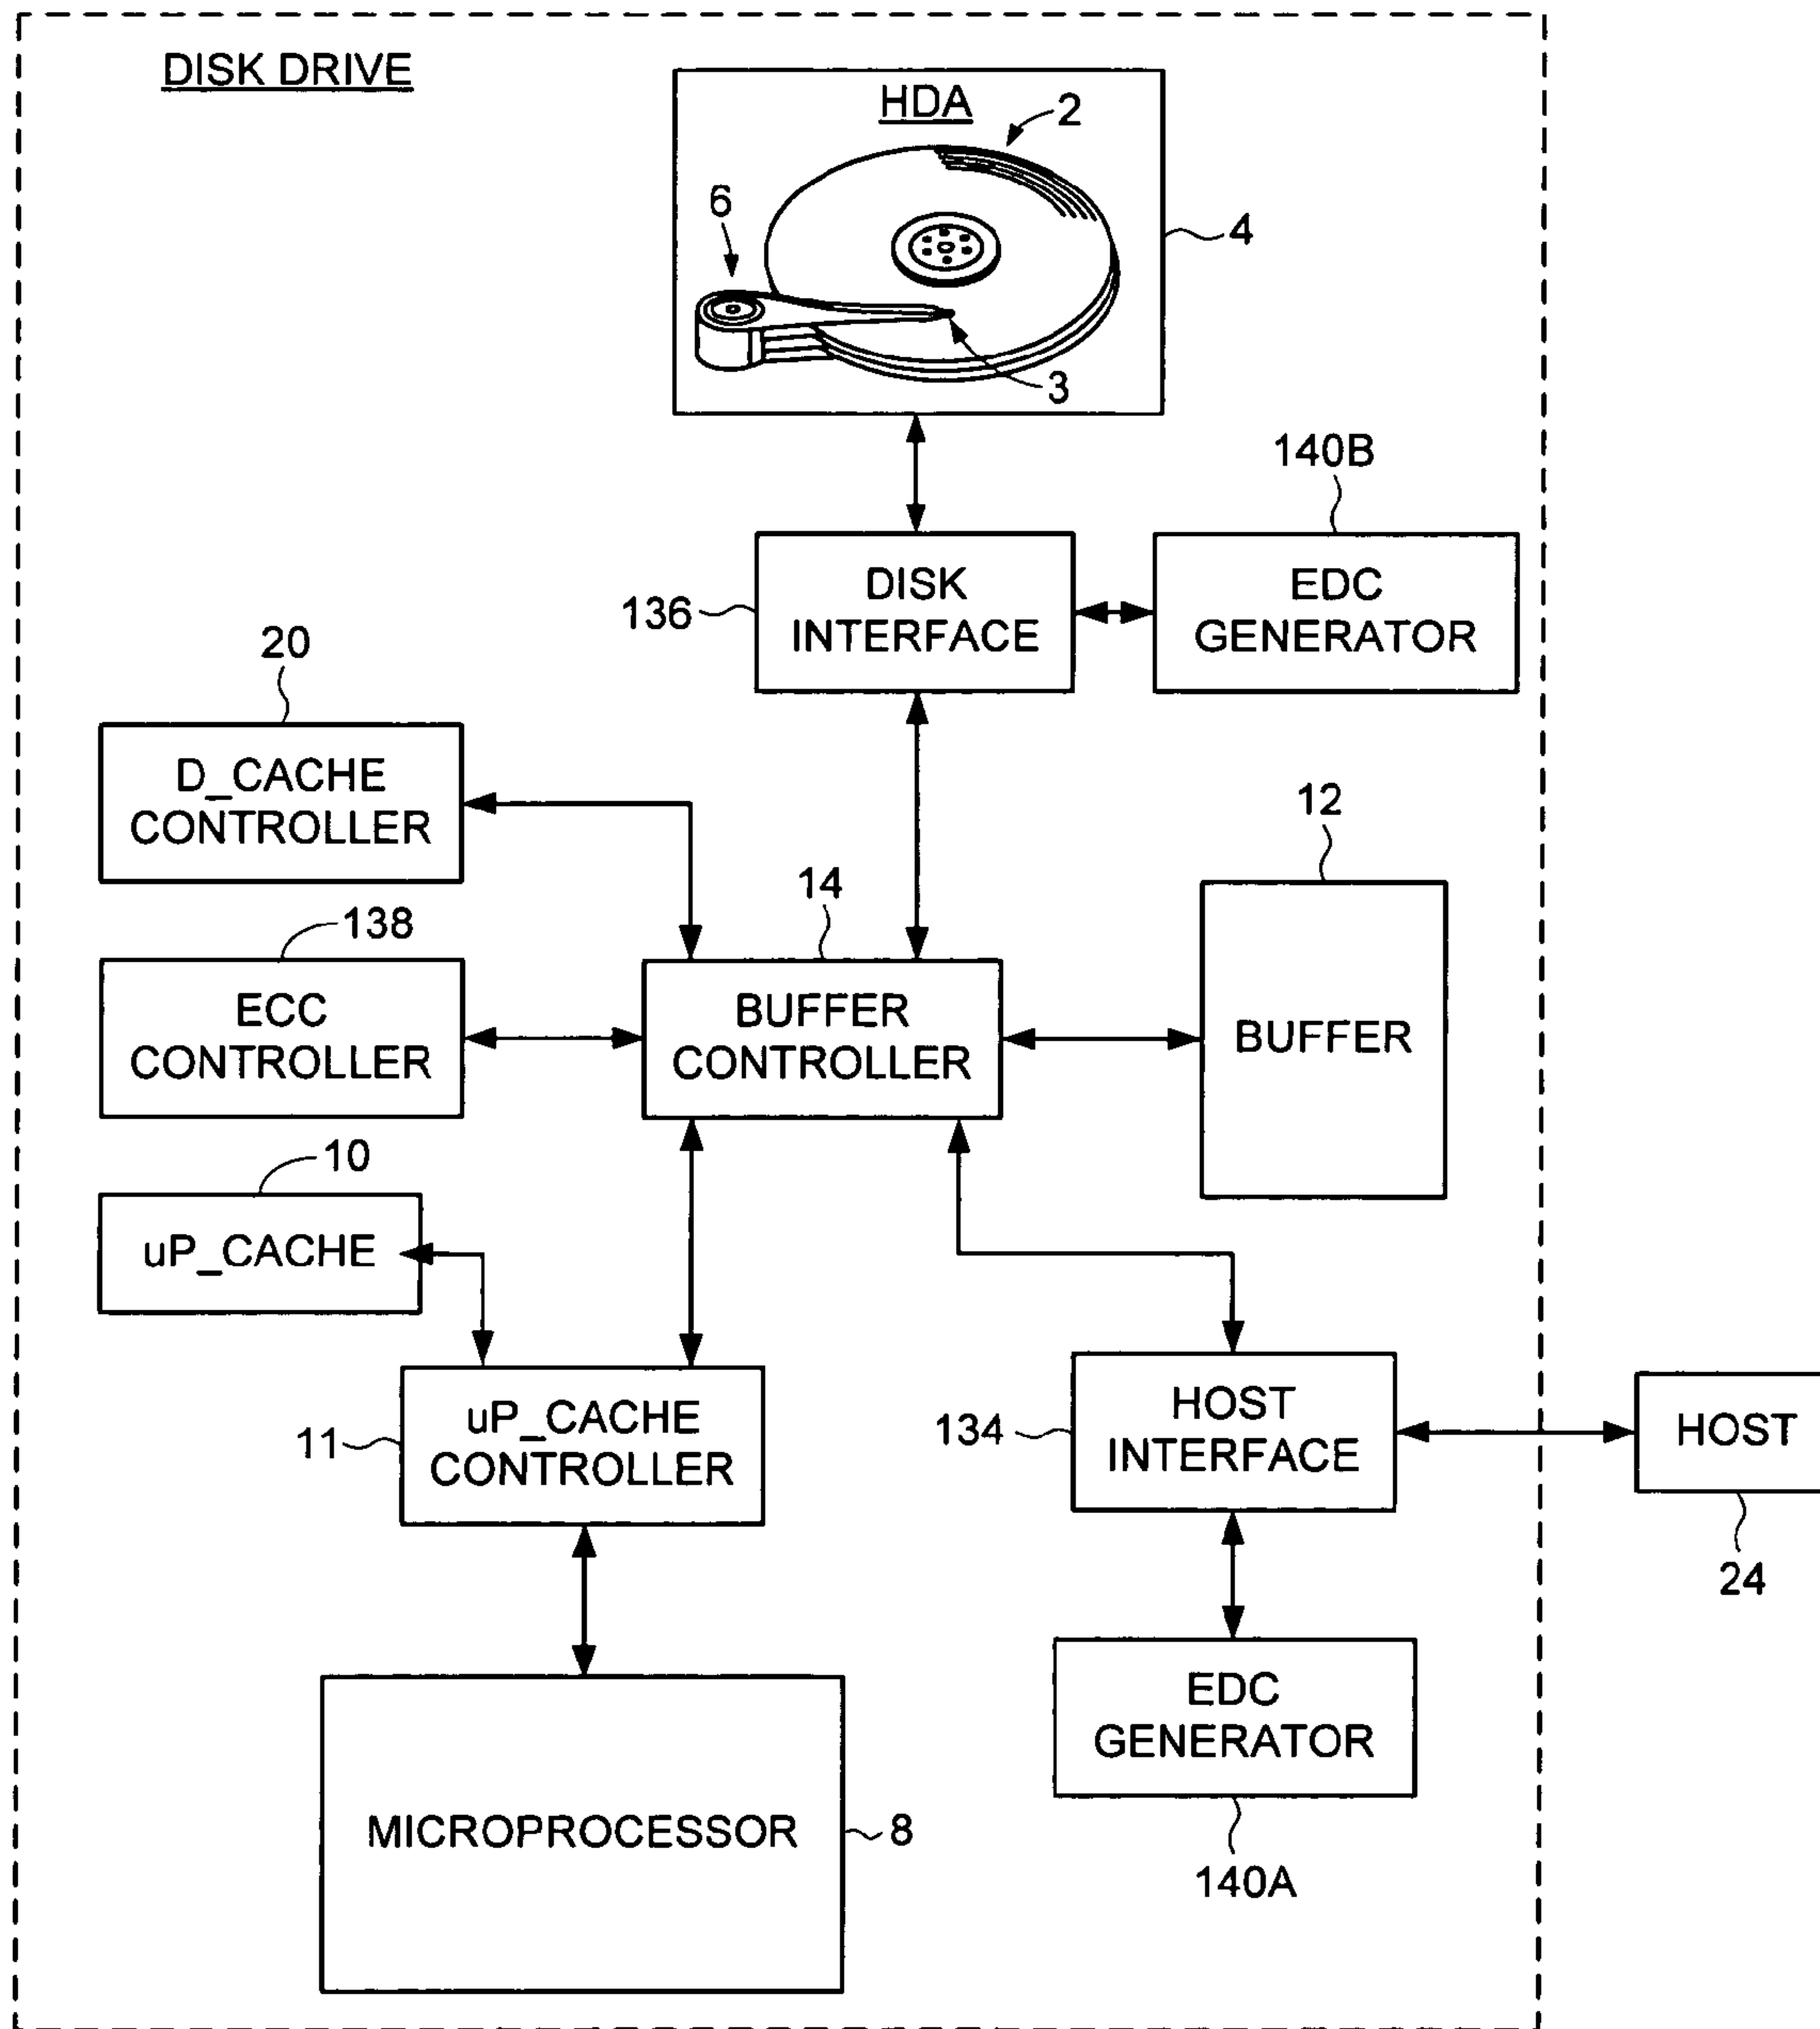 DISK DRIVE
HDA
2
6
4
3
140B
DISK
INTERFACE
136
EDC
GENERATOR
20
D_CACHE
CONTROLLER
12
14
138
ECC
CONTROLLER
BUFFER
CONTROLLER
BUFFER
10
uP_CACHE
uP_CACHE
CONTROLLER
11
HOST
INTERFACE
134
HOST
24
EDC
GENERATOR
140A
MICROPROCESSOR
8